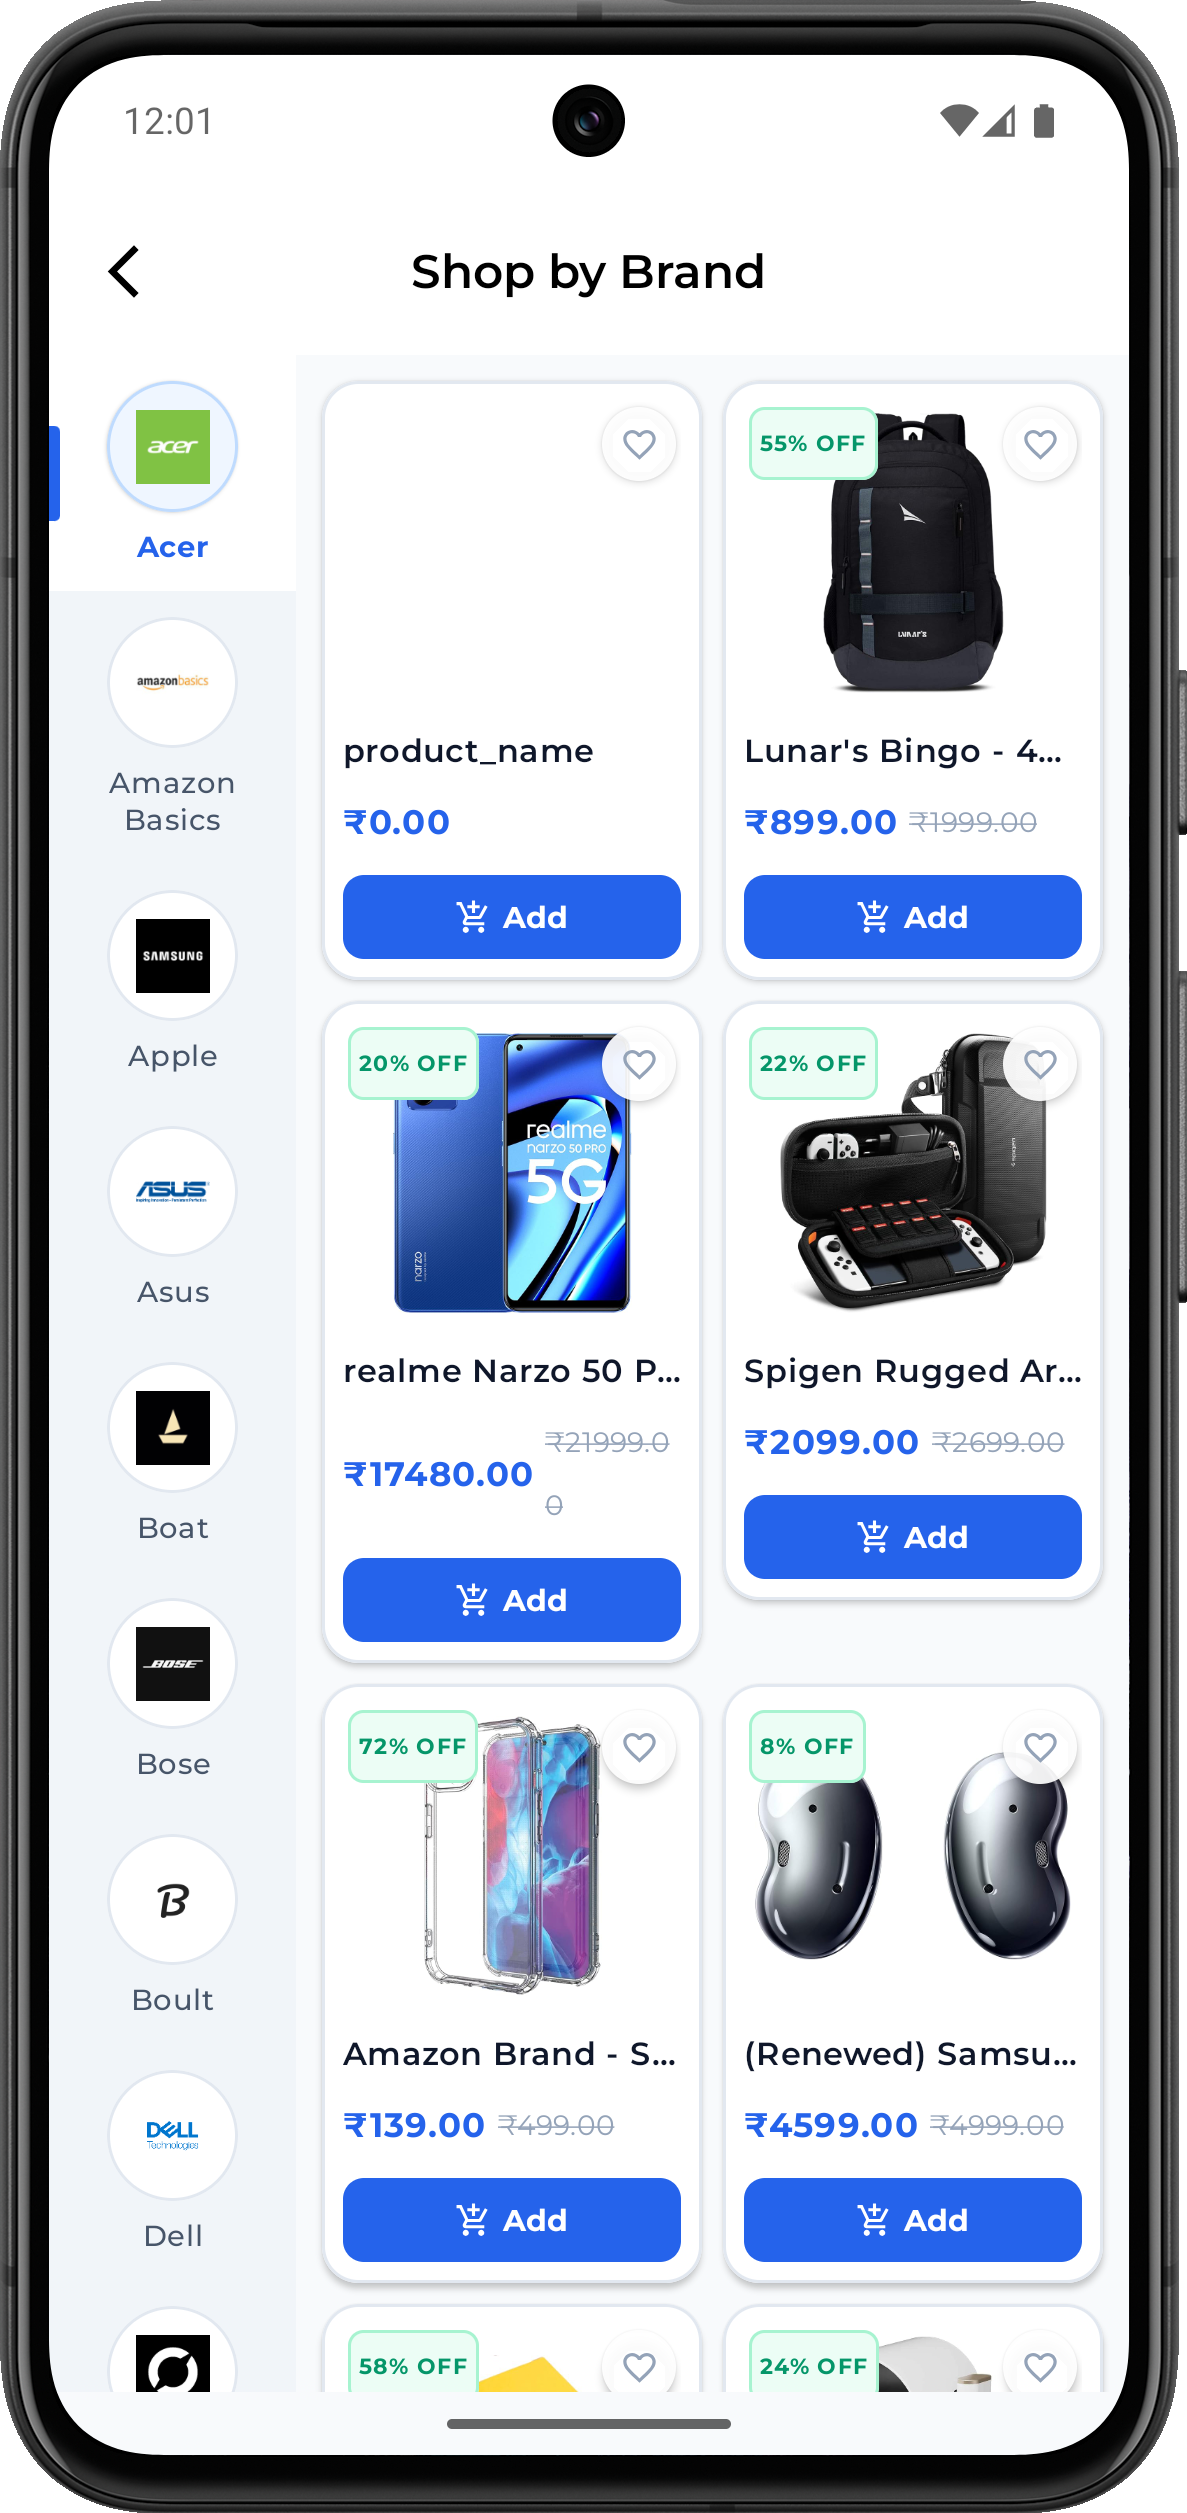 12:01
Shop by Brand
acer
Acer
amazonbasics
Amazon
Basics
SAMSUNG
Apple
ASUS
Asus
Boat
BOSE
Bose
B
Boult
DELL
Technologies
Dell
product_name
₹0.00
Add
55% OFF
LUNAR'S
Lunar's Bingo - 4...
₹899.00 ₹1999.00
Add
20% OFF
realme
narzo 50 PRO
5G
narzo
realme Narzo 50 P...
₹17480.00 ₹21999.0
0
Add
22% OFF
spigen
Spigen Rugged Ar...
₹2099.00 ₹2699.00
Add
72% OFF
Amazon Brand - S...
₹139.00 ₹499.00
Add
8% OFF
(Renewed) Samsu...
₹4599.00 ₹4999.00
Add
58% OFF
24% OFF